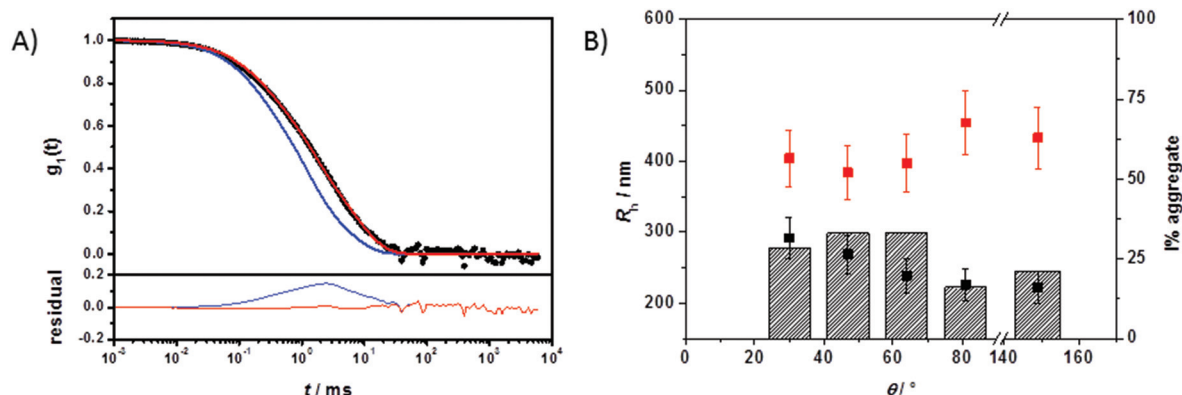 A)
1.0
0.8
0.6
0.4
0.2
0.0
g₁(t)
0.2
0.0
-0.2
residual
10⁻³ 10⁻² 10⁻¹ 10⁰ 10¹ 10² 10³ 10⁴
t / ms
B)
600
500
400
300
200
Rₕ / nm
100
75
50
25
0
I% aggregate
0 20 40 60 80 140 160
θ / °